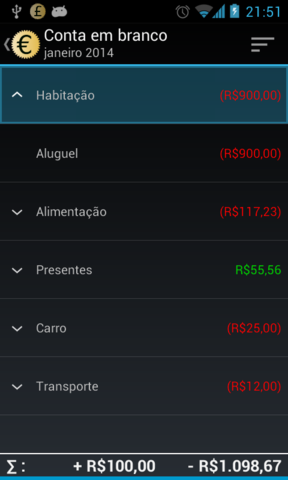 21:51
Conta em branco
janeiro 2014
Habitação (R$900,00)
Aluguel (R$900,00)
Alimentação (R$117,23)
Presentes R$55,56
Carro (R$25,00)
Transporte (R$12,00)
Σ : + R$100,00 - R$1.098,67